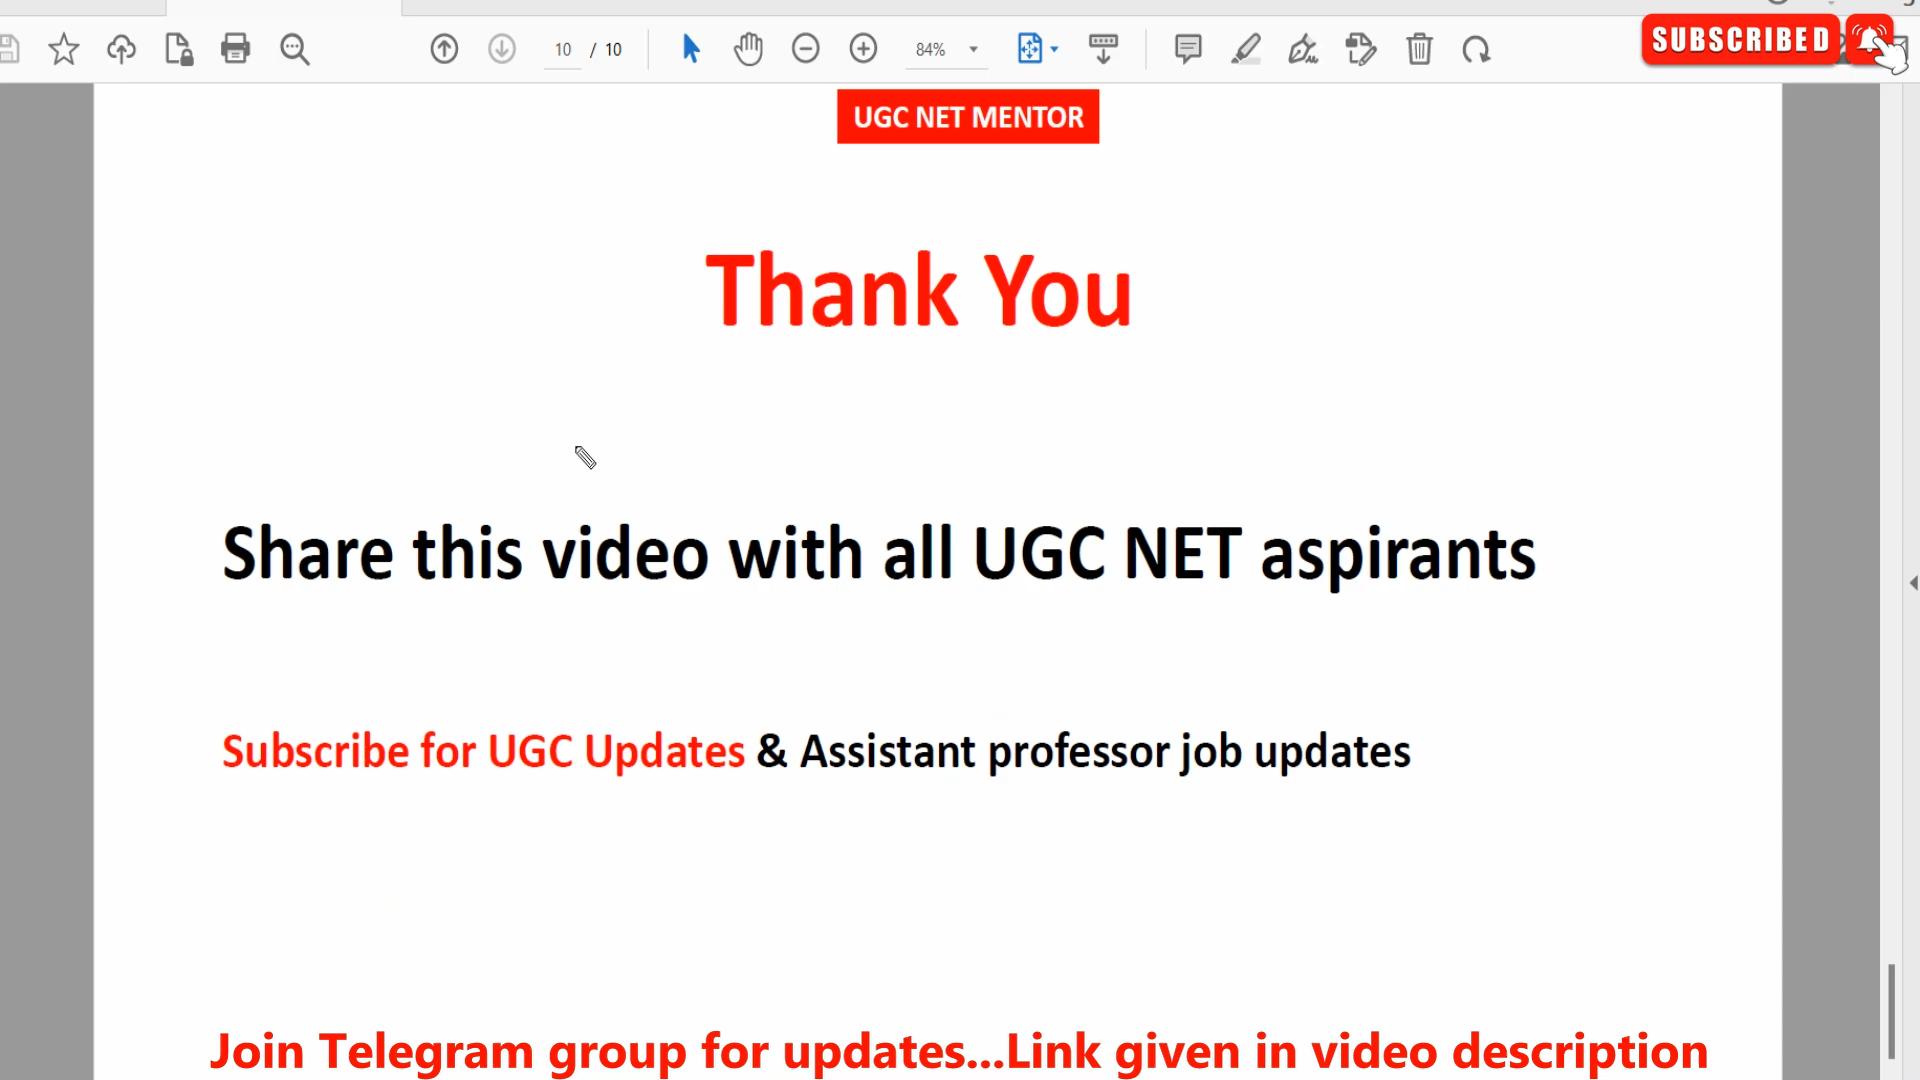 SUBSCRIBED
10 / 10
84%
UGC NET MENTOR
Thank You
Share this video with all UGC NET aspirants
Subscribe for UGC Updates & Assistant professor job updates
Join Telegram group for updates...Link given in video description